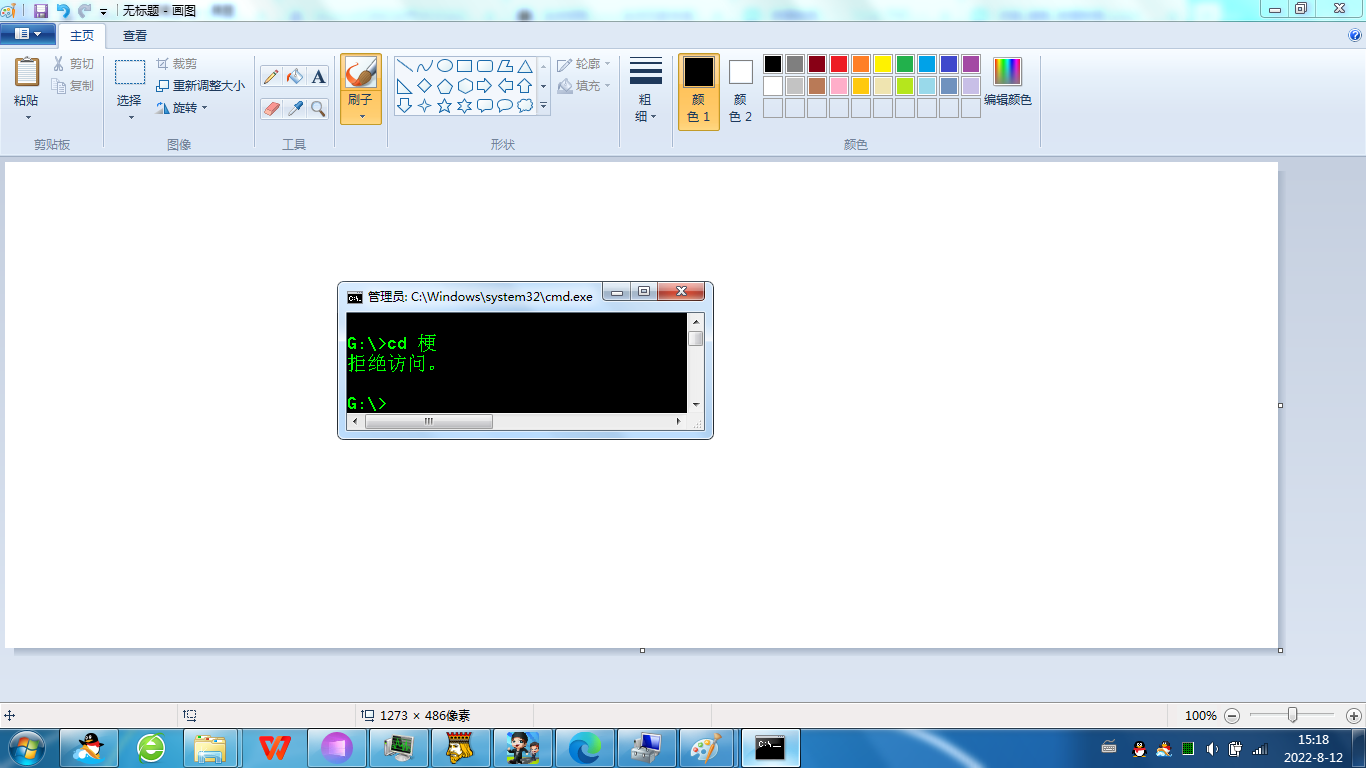 无标题 - 画图
主页
查看
粘贴
剪切
复制
剪贴板
选择
裁剪
重新调整大小
旋转
图像
A
工具
刷子
形状
轮廓
填充
粗
细
颜
色 1
颜
色 2
编辑颜色
颜色
管理员: C:\Windows\system32\cmd.exe
G:\>cd 梗
拒绝访问。
G:\>
1273 × 486像素
100%
15:18
2022-8-12